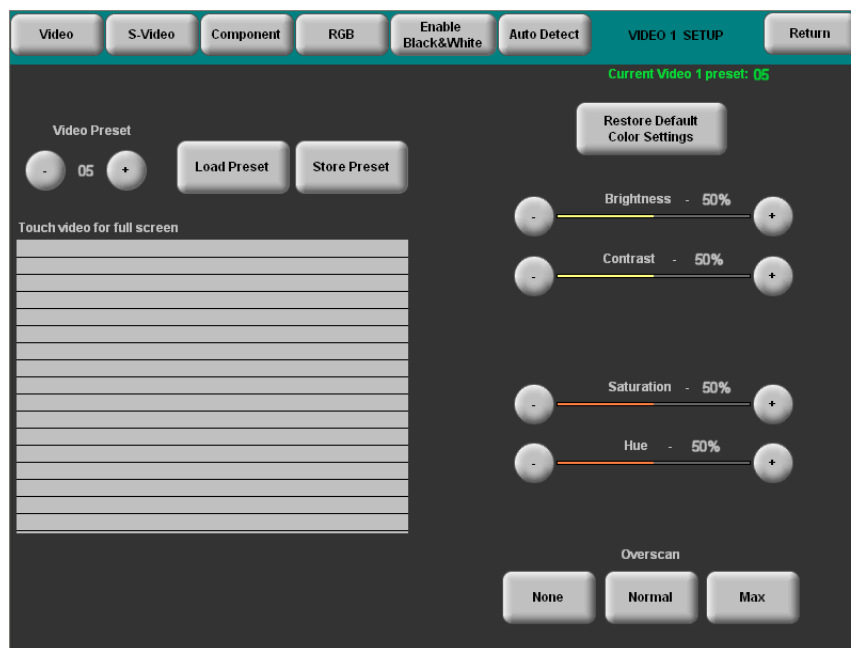 Video
S-Video
Component
RGB
Enable
Black&White
Auto Detect
VIDEO 1 SETUP
Return
Current Video 1 preset: 05
Video Preset
- 05 +
Load Preset
Store Preset
Touch video for full screen
Restore Default
Color Settings
Brightness - 50%
- +
Contrast - 50%
- +
Saturation - 50%
- +
Hue - 50%
- +
Overscan
None
Normal
Max